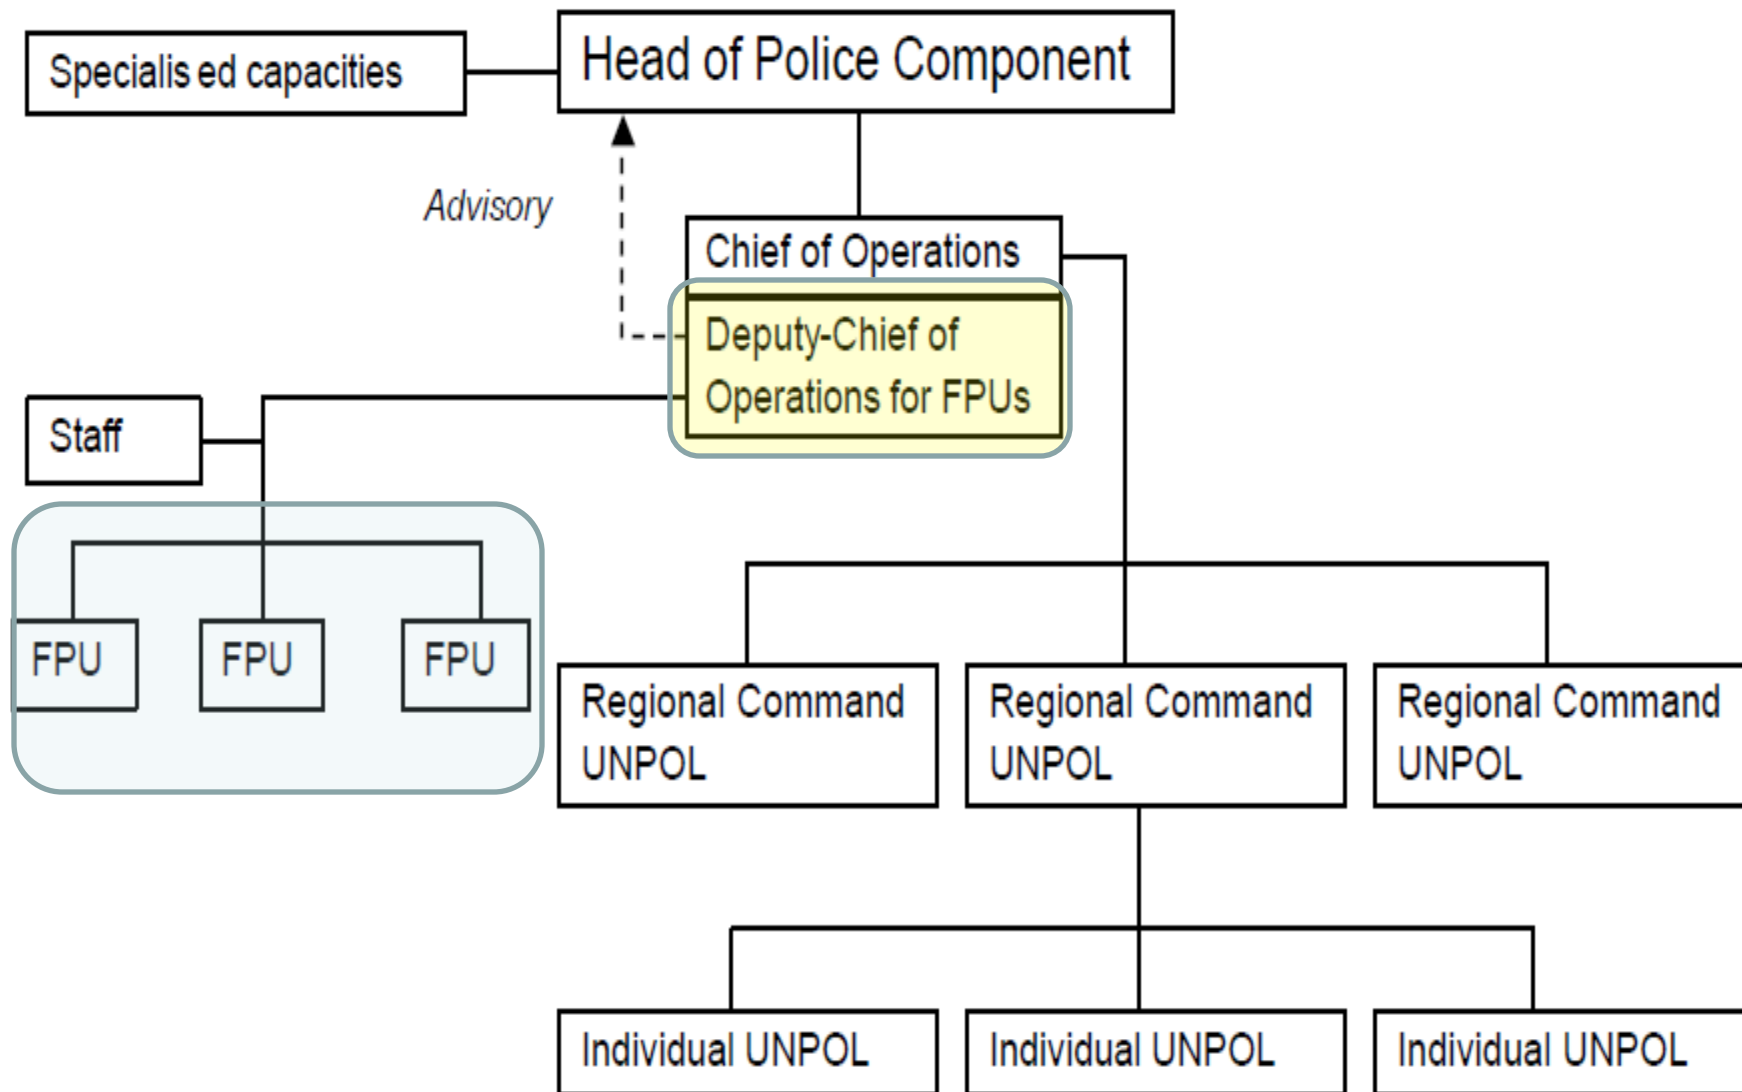 Specialis ed capacities
Head of Police Component
Advisory
Chief of Operations
Deputy-Chief of
Operations for FPUs
Staff
FPU
FPU
FPU
Regional Command
UNPOL
Regional Command
UNPOL
Regional Command
UNPOL
Individual UNPOL
Individual UNPOL
Individual UNPOL